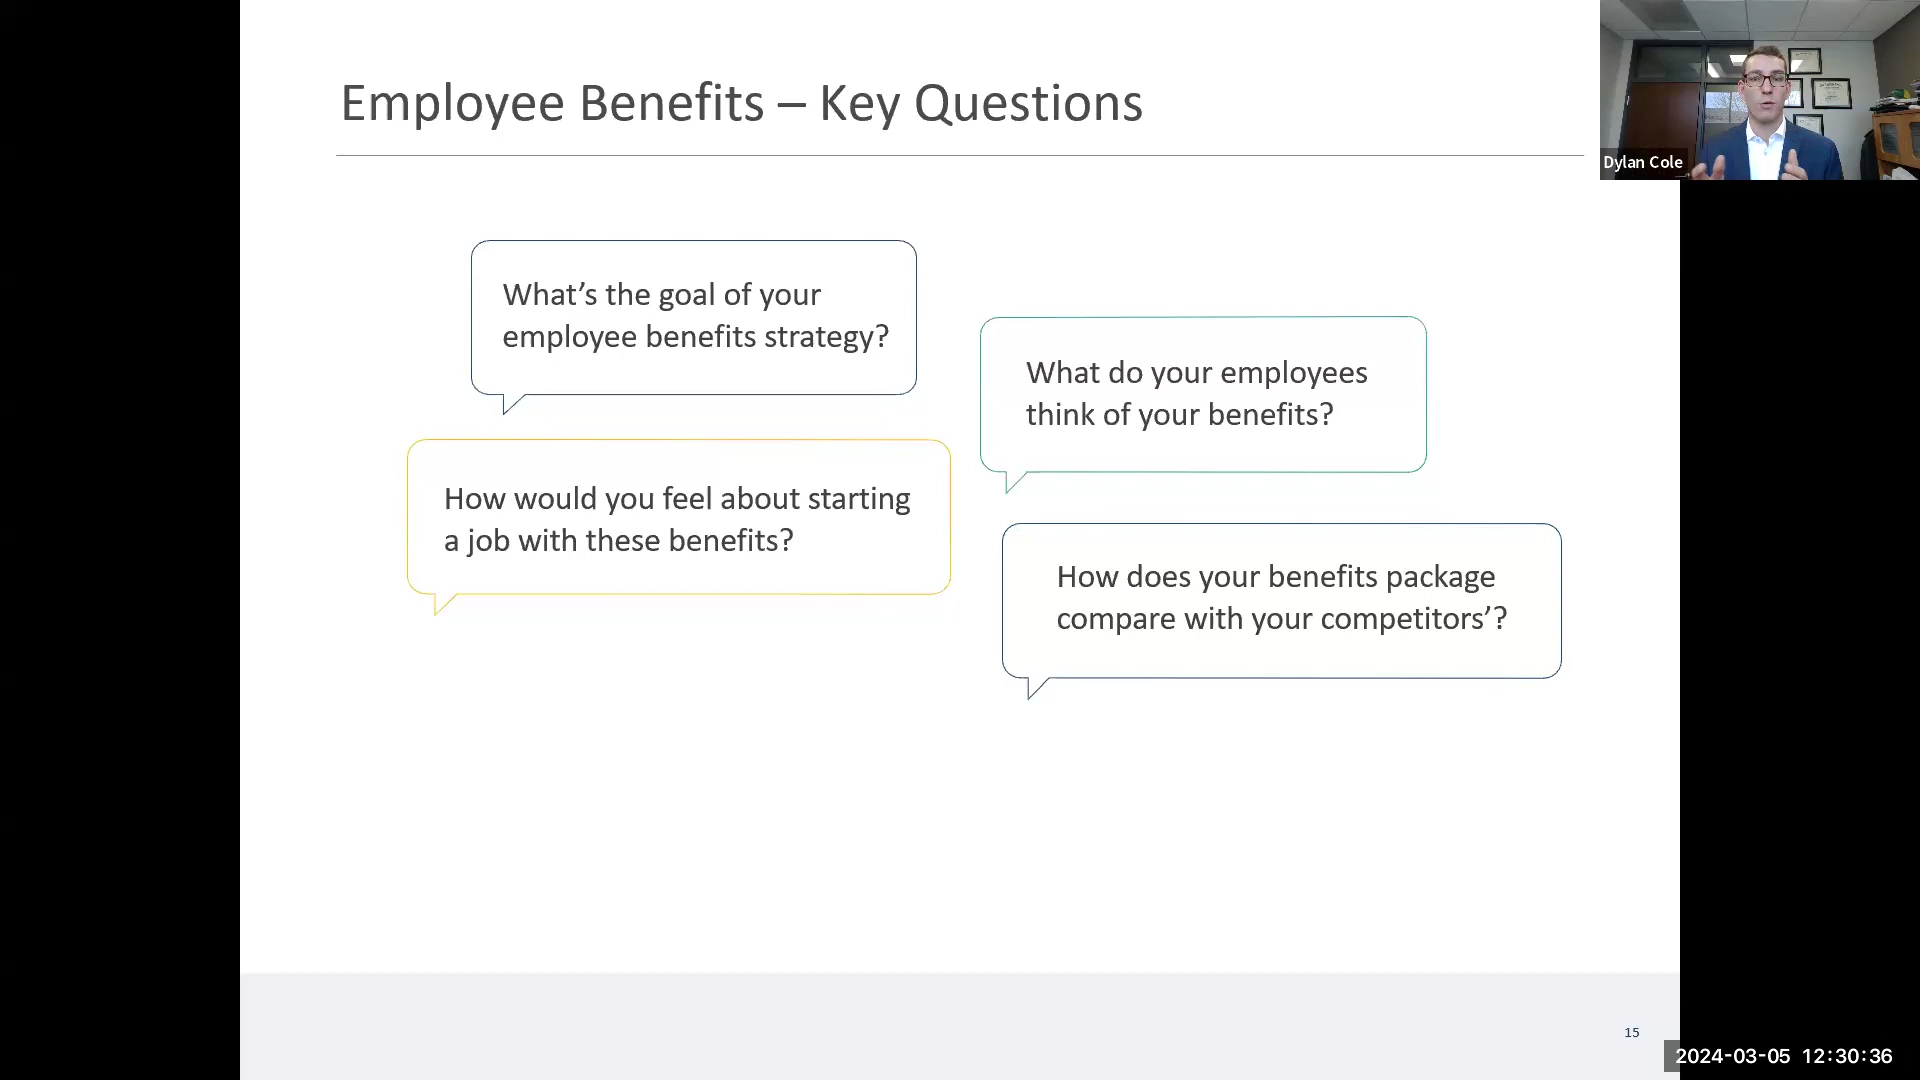 Employee Benefits – Key Questions
Dylan Cole
What’s the goal of your
employee benefits strategy?
What do your employees
think of your benefits?
How would you feel about starting
a job with these benefits?
How does your benefits package
compare with your competitors’?
15
2024-03-05 12:30:36